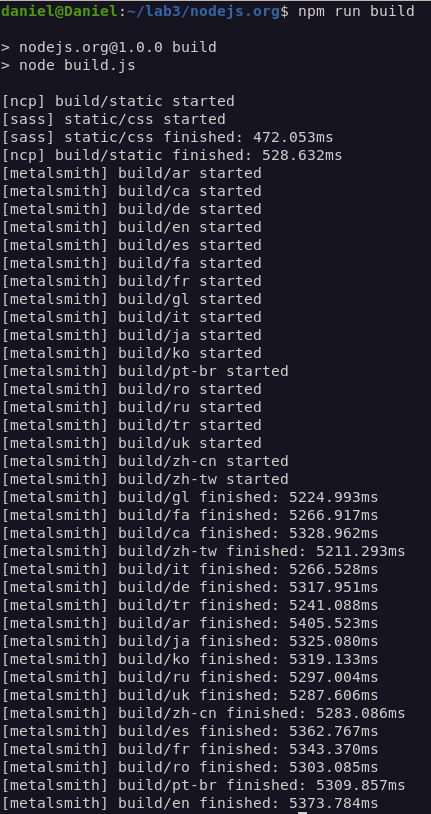 daniel@Daniel:~/lab3/nodejs.org$ npm run build
> nodejs.org@1.0.0 build
> node build.js
[ncp] build/static started
[sass] static/css started
[sass] static/css finished: 472.053ms
[ncp] build/static finished: 528.632ms
[metalsmith] build/ar started
[metalsmith] build/ca started
[metalsmith] build/de started
[metalsmith] build/en started
[metalsmith] build/es started
[metalsmith] build/fa started
[metalsmith] build/fr started
[metalsmith] build/gl started
[metalsmith] build/it started
[metalsmith] build/ja started
[metalsmith] build/ko started
[metalsmith] build/pt-br started
[metalsmith] build/ro started
[metalsmith] build/ru started
[metalsmith] build/tr started
[metalsmith] build/uk started
[metalsmith] build/zh-cn started
[metalsmith] build/zh-tw started
[metalsmith] build/gl finished: 5224.993ms
[metalsmith] build/fa finished: 5266.917ms
[metalsmith] build/ca finished: 5328.962ms
[metalsmith] build/zh-tw finished: 5211.293ms
[metalsmith] build/it finished: 5266.528ms
[metalsmith] build/de finished: 5317.951ms
[metalsmith] build/tr finished: 5241.088ms
[metalsmith] build/ar finished: 5405.523ms
[metalsmith] build/ja finished: 5325.080ms
[metalsmith] build/ko finished: 5319.133ms
[metalsmith] build/ru finished: 5297.004ms
[metalsmith] build/uk finished: 5287.606ms
[metalsmith] build/zh-cn finished: 5283.086ms
[metalsmith] build/es finished: 5362.767ms
[metalsmith] build/fr finished: 5343.370ms
[metalsmith] build/ro finished: 5303.085ms
[metalsmith] build/pt-br finished: 5309.857ms
[metalsmith] build/en finished: 5373.784ms